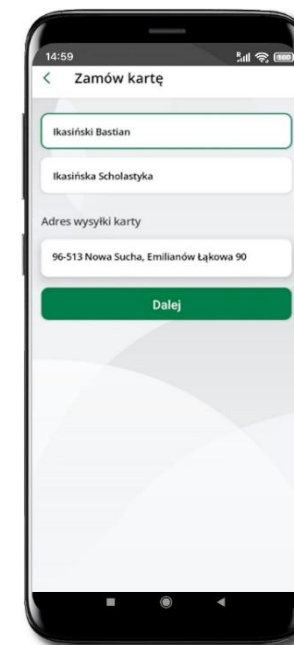 14:59
Zamów kartę
Ikasiński Bastian
Ikasińska Scholastyka
Adres wysyłki karty
96-513 Nowa Sucha, Emilianów Łąkowa 90
Dalej